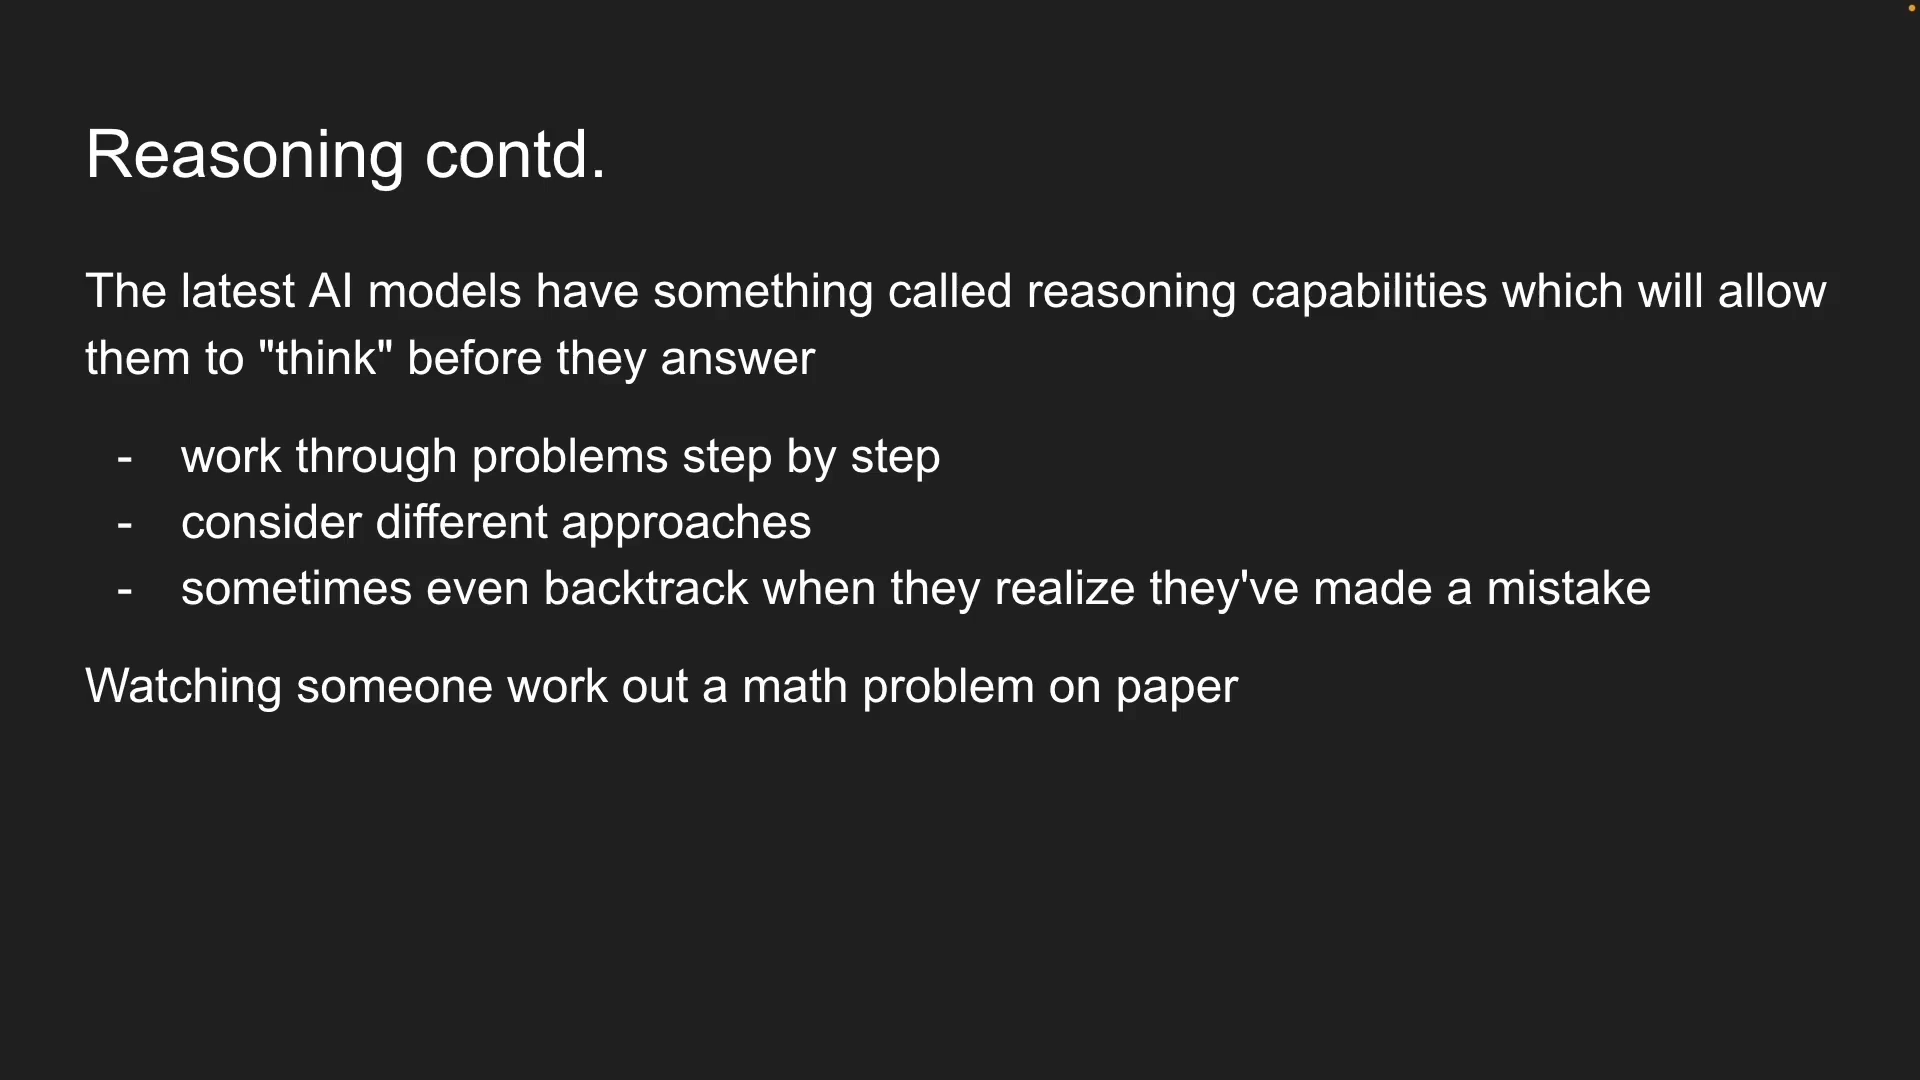 Reasoning contd.
The latest AI models have something called reasoning capabilities which will allow
them to "think" before they answer
- work through problems step by step
- consider different approaches
- sometimes even backtrack when they realize they've made a mistake
Watching someone work out a math problem on paper